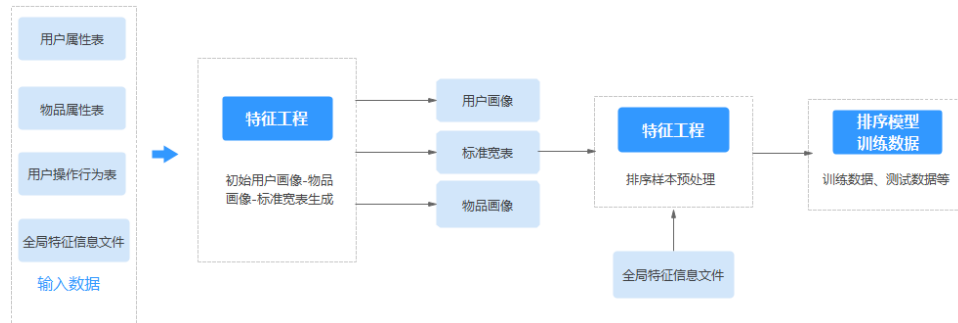 用户属性表
物品属性表
用户操作行为表
全局特征信息文件
输入数据
特征工程
初始用户画像-物品
画像-标准宽表生成
用户画像
标准宽表
物品画像
特征工程
排序样本预处理
全局特征信息文件
排序模型
训练数据
训练数据、测试数据等